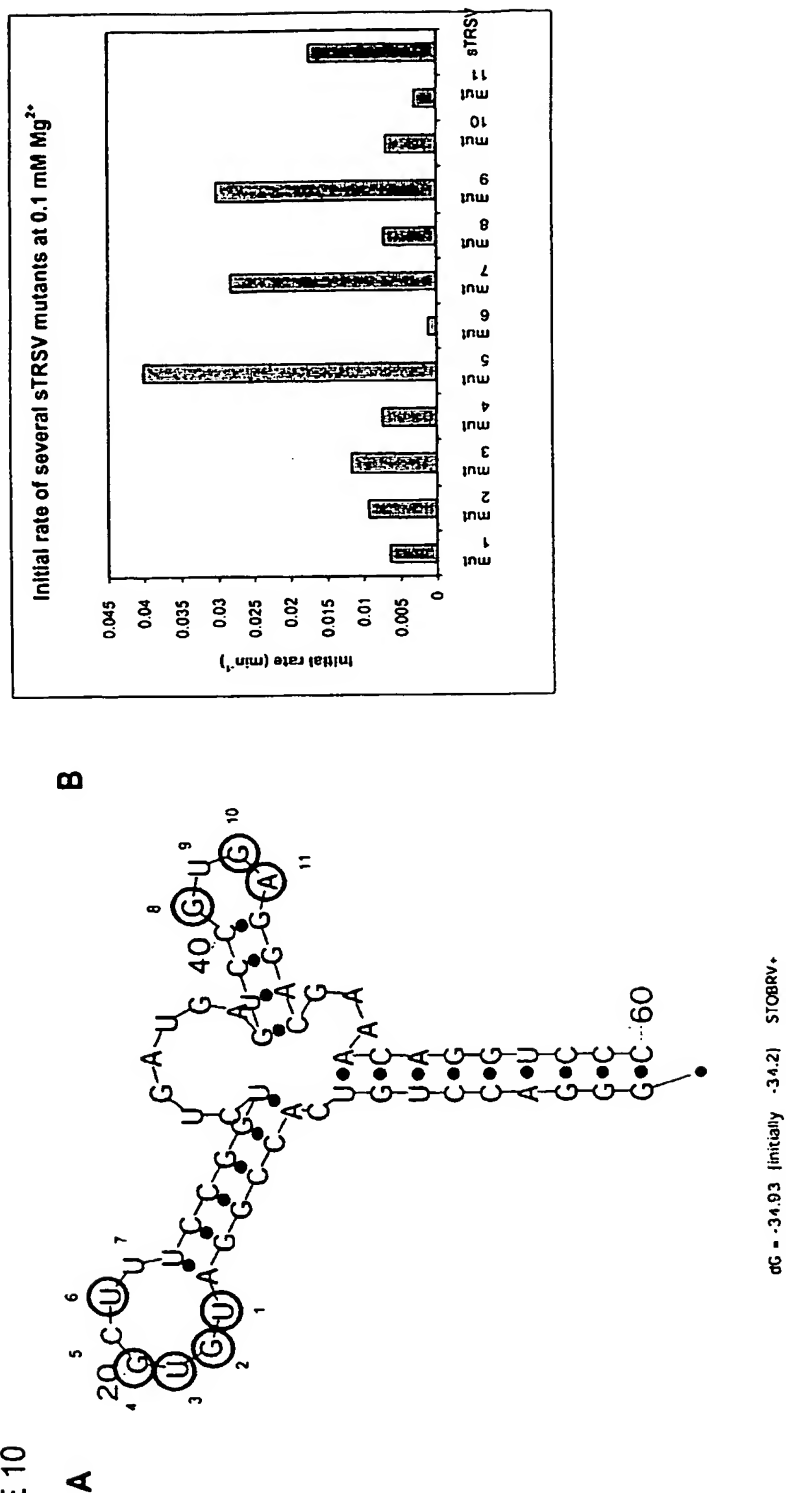 E 10
A
7
6
5
20
4
3
2
1
U
U
C
G
U
G
U
A
G
G
C
C
A
C
U
G
U
C
C
A
G
G
G
U
C
C
G
G
U
C
U
G
A
U
G
A
G
U
C
40
C
G
U
G
A
G
G
A
C
G
A
A
A
C
A
G
G
U
C
C
C
60
8
9
10
11
dG = -34.93 [initially -34.2] STOBRV+
B
Initial rate of several sTRSV mutants at 0.1 mM Mg²⁺
Initial rate (min⁻¹)
0.045
0.04
0.035
0.03
0.025
0.02
0.015
0.01
0.005
0
mut 1
mut 2
mut 3
mut 4
mut 5
mut 6
mut 7
mut 8
mut 9
mut 10
mut 11
sTRSV